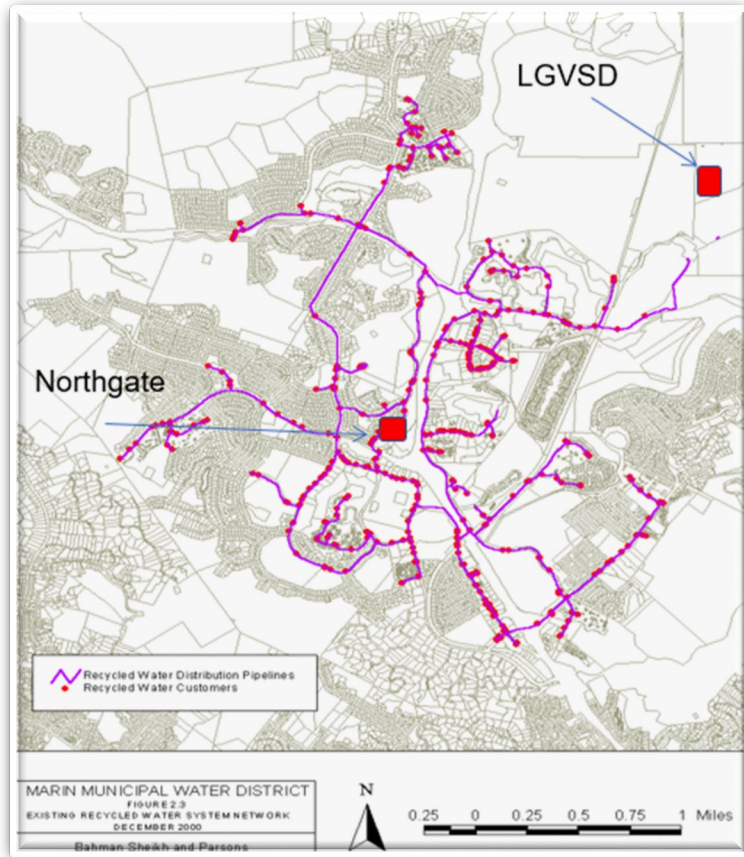 LGVSD
Northgate
Recycled Water Distribution Pipelines
Recycled Water Customers
MARIN MUNICIPAL WATER DISTRICT
FIGURE 2.3
EXISTING RECYCLED WATER SYSTEM NETWORK
DECEMBER 2000
Bahman Sheikh and Parsons
N
0.25 0 0.25 0.5 0.75 1 Miles